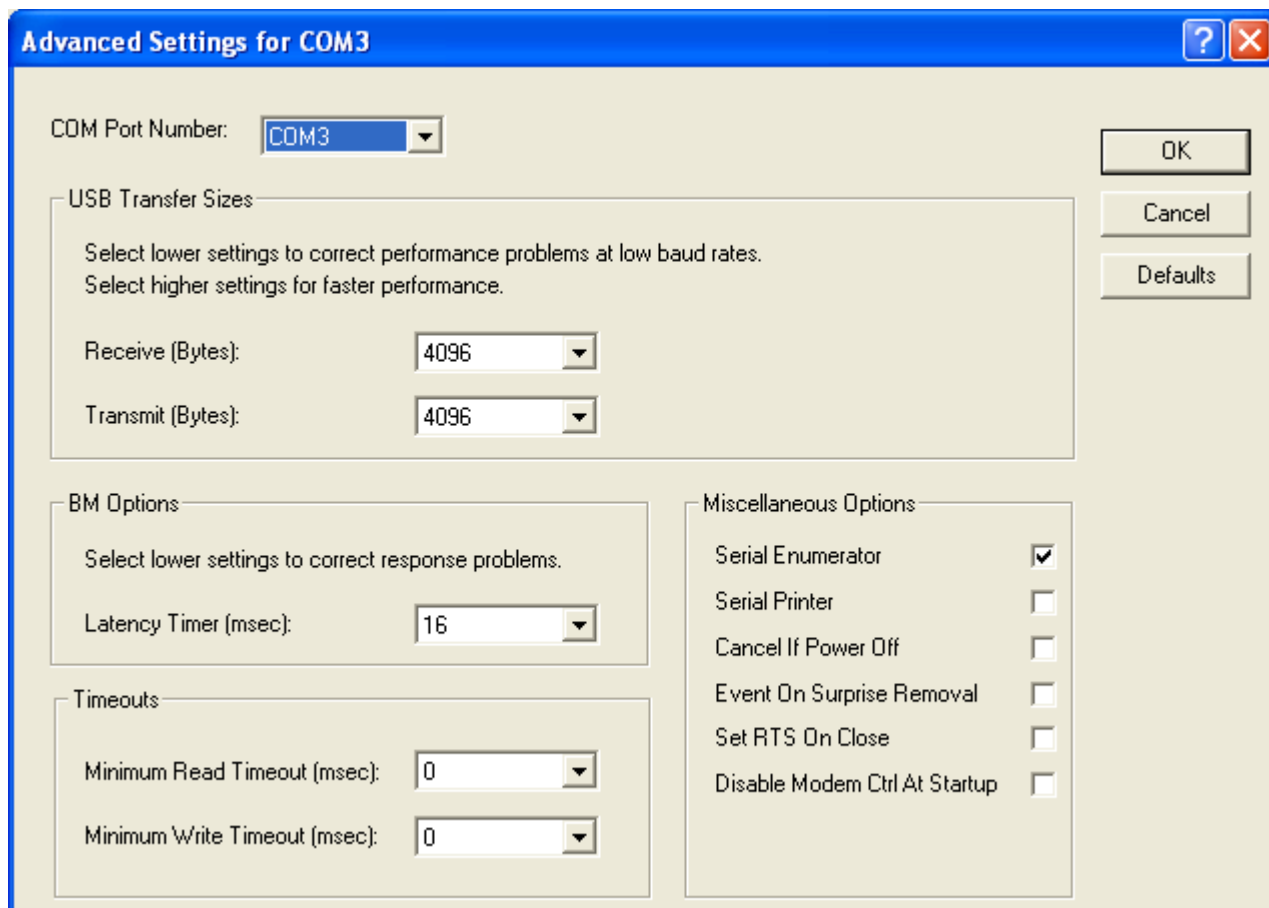 Advanced Settings for COM3
COM Port Number: COM3
OK
Cancel
Defaults
USB Transfer Sizes
Select lower settings to correct performance problems at low baud rates.
Select higher settings for faster performance.
Receive (Bytes): 4096
Transmit (Bytes): 4096
BM Options
Select lower settings to correct response problems.
Latency Timer (msec): 16
Timeouts
Minimum Read Timeout (msec): 0
Minimum Write Timeout (msec): 0
Miscellaneous Options
Serial Enumerator
Serial Printer
Cancel If Power Off
Event On Surprise Removal
Set RTS On Close
Disable Modem Ctrl At Startup